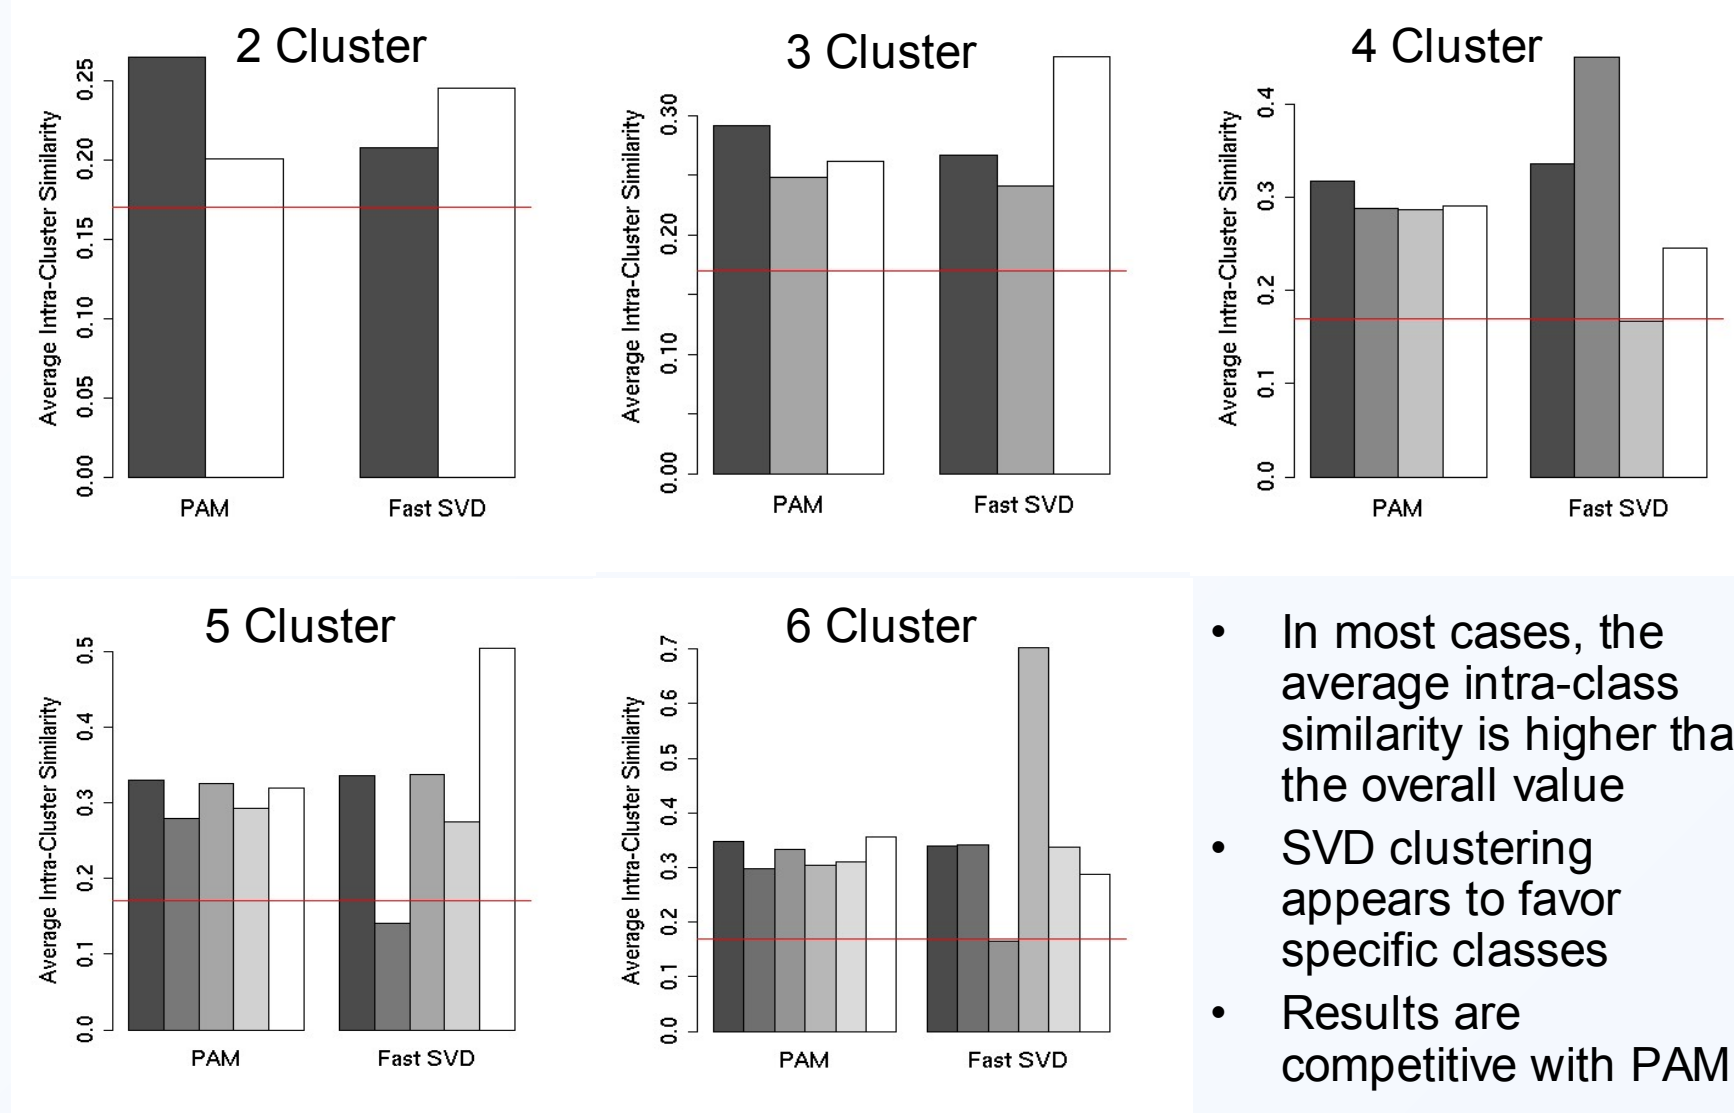 2 Cluster
Average Intra-Cluster Similarity
0.25
0.20
0.15
0.10
0.05
0.00
PAM
Fast SVD
3 Cluster
Average Intra-Cluster Similarity
0.30
0.20
0.10
0.00
PAM
Fast SVD
4 Cluster
Average Intra-Cluster Similarity
0.4
0.3
0.2
0.1
0.0
PAM
Fast SVD
5 Cluster
Average Intra-Cluster Similarity
0.5
0.4
0.3
0.2
0.1
0.0
PAM
Fast SVD
6 Cluster
Average Intra-Cluster Similarity
0.7
0.6
0.5
0.4
0.3
0.2
0.1
0.0
PAM
Fast SVD
• In most cases, the
average intra-class
similarity is higher tha
the overall value
• SVD clustering
appears to favor
specific classes
• Results are
competitive with PAM